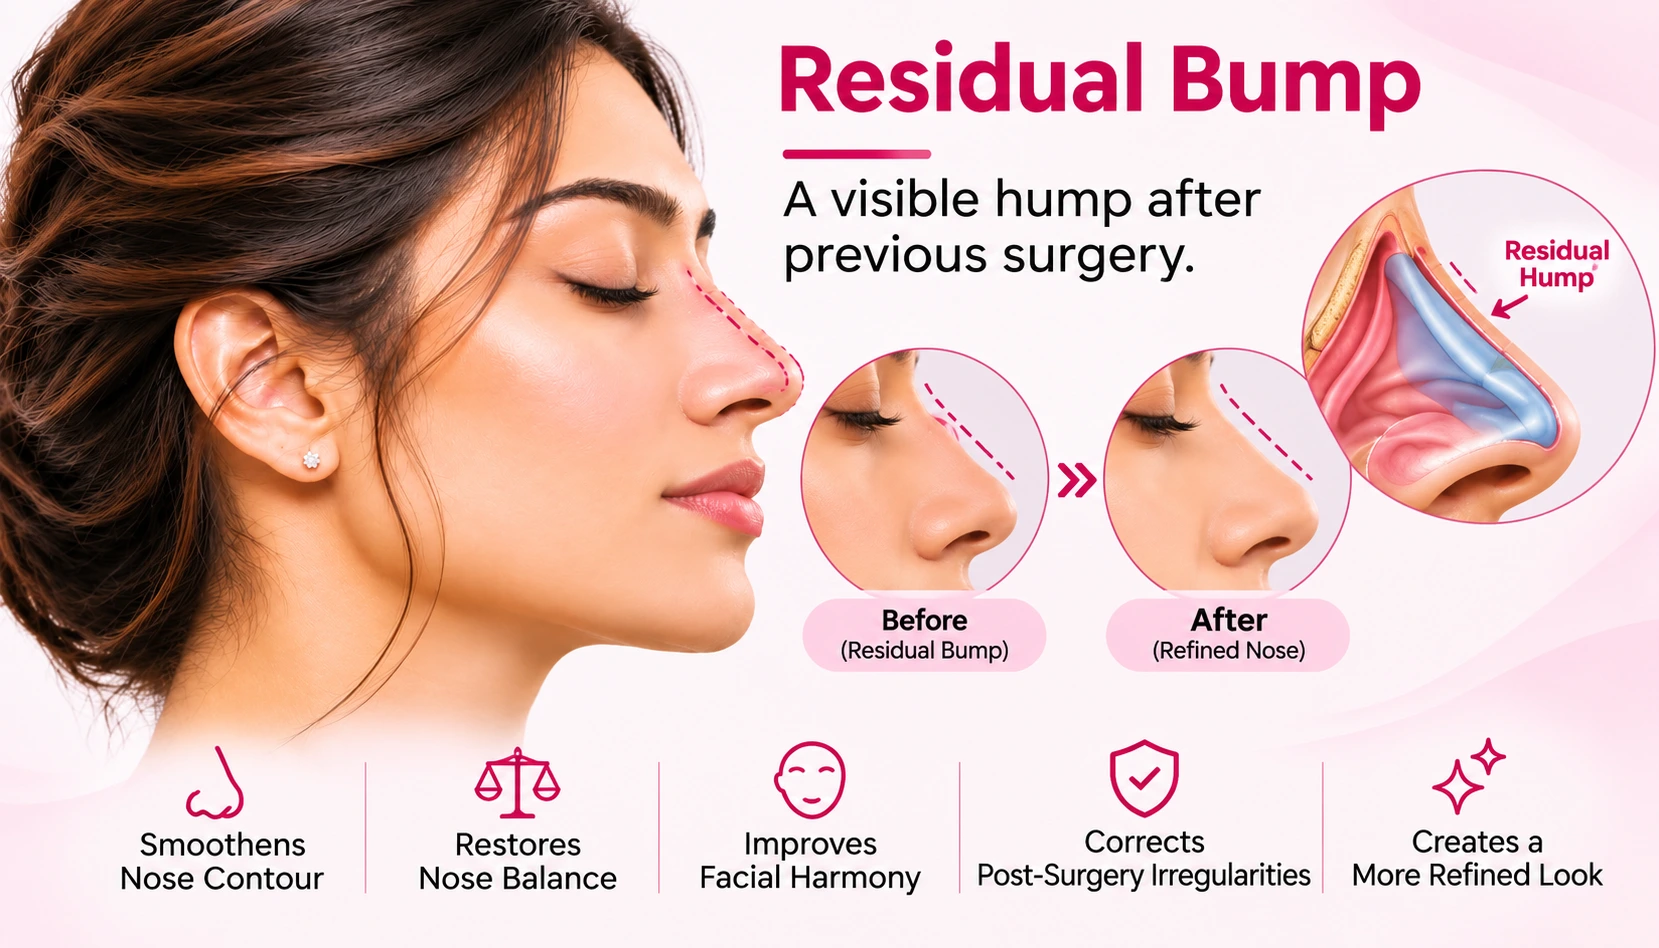 Residual Bump
A visible hump after
previous surgery.
Residual
Hump
Before
(Residual Bump)
After
(Refined Nose)
Smoothens
Nose Contour
Restores
Nose Balance
Improves
Facial Harmony
Corrects
Post-Surgery Irregularities
Creates a
More Refined Look